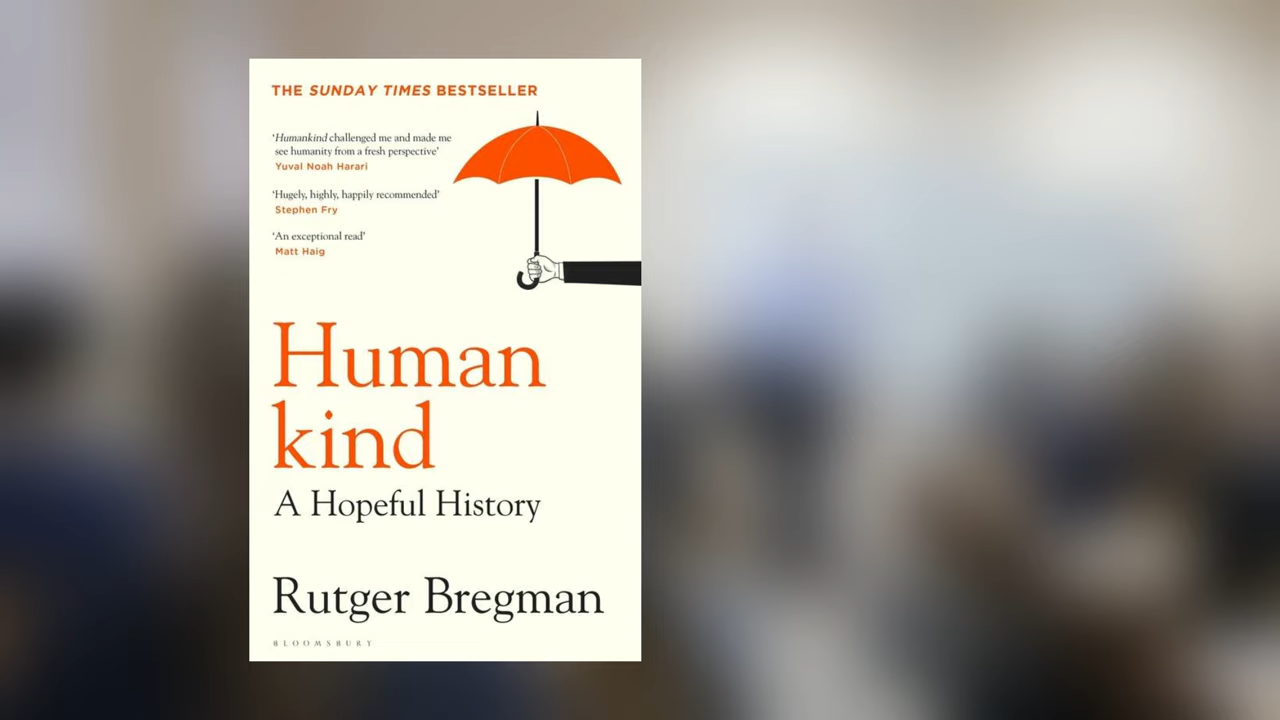 THE SUNDAY TIMES BESTSELLER
‘Humankind challenged me and made me
see humanity from a fresh perspective’
Yuval Noah Harari
‘Hugely, highly, happily recommended’
Stephen Fry
‘An exceptional read’
Matt Haig
Human
kind
A Hopeful History
Rutger Bregman
BLOOMSBURY